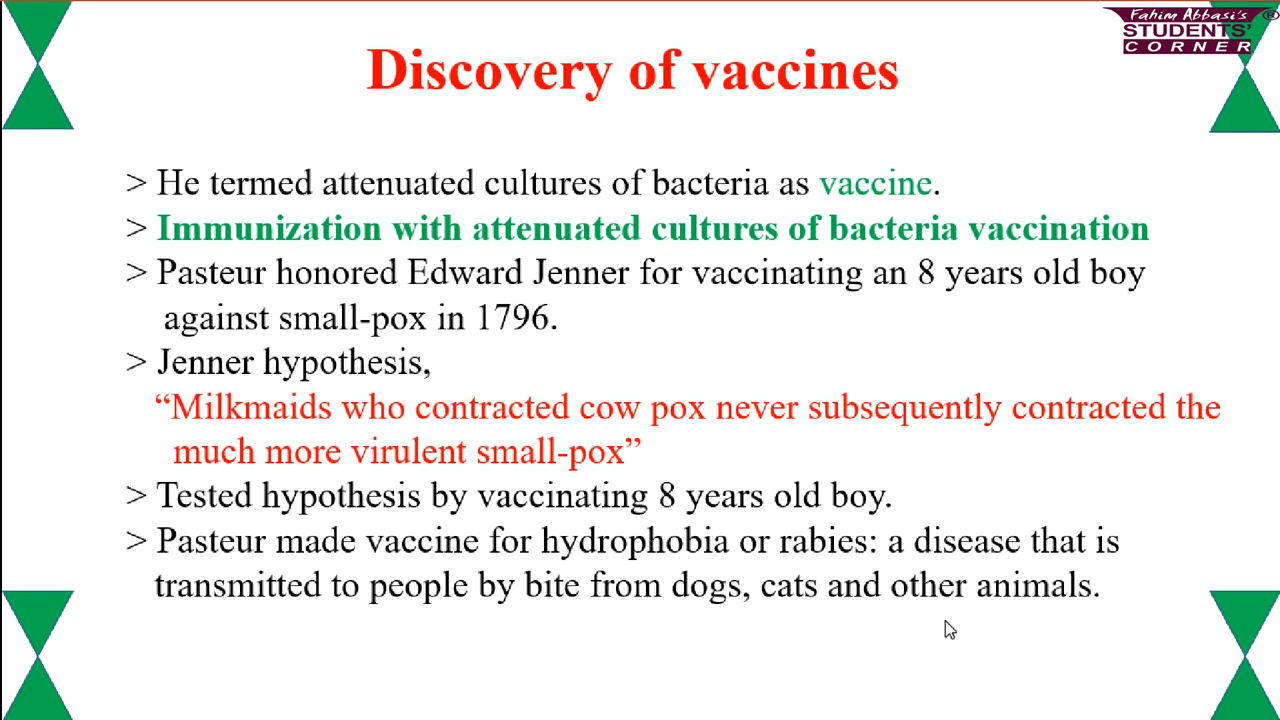 Fahim Abbasi's
STUDENTS'
CORNER
®
Discovery of vaccines
> He termed attenuated cultures of bacteria as vaccine.
> Immunization with attenuated cultures of bacteria vaccination
> Pasteur honored Edward Jenner for vaccinating an 8 years old boy
against small-pox in 1796.
> Jenner hypothesis,
“Milkmaids who contracted cow pox never subsequently contracted the
much more virulent small-pox”
> Tested hypothesis by vaccinating 8 years old boy.
> Pasteur made vaccine for hydrophobia or rabies: a disease that is
transmitted to people by bite from dogs, cats and other animals.